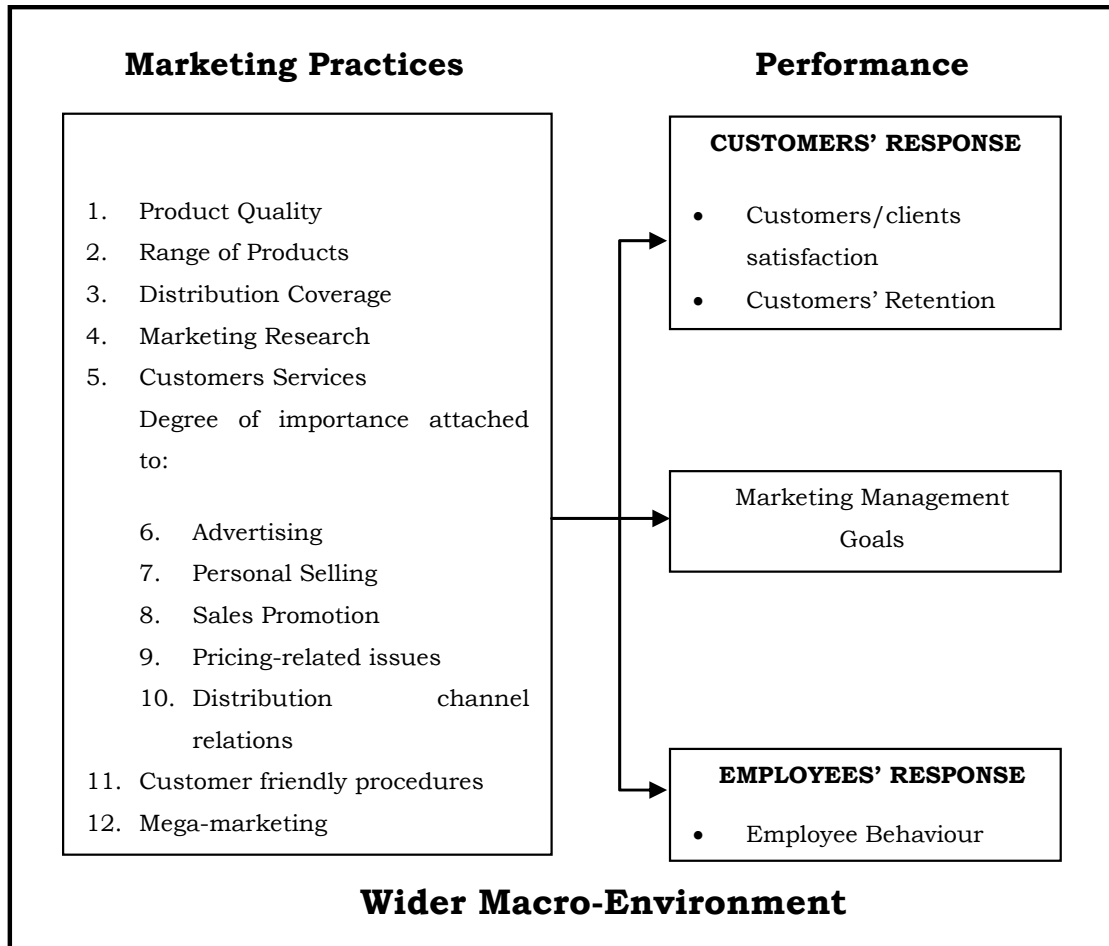 Marketing Practices
1. Product Quality
2. Range of Products
3. Distribution Coverage
4. Marketing Research
5. Customers Services
Degree of importance attached
to:
6. Advertising
7. Personal Selling
8. Sales Promotion
9. Pricing-related issues
10. Distribution channel
relations
11. Customer friendly procedures
12. Mega-marketing
Performance
CUSTOMERS’ RESPONSE
• Customers/clients
satisfaction
• Customers’ Retention
Marketing Management
Goals
EMPLOYEES’ RESPONSE
• Employee Behaviour
Wider Macro-Environment